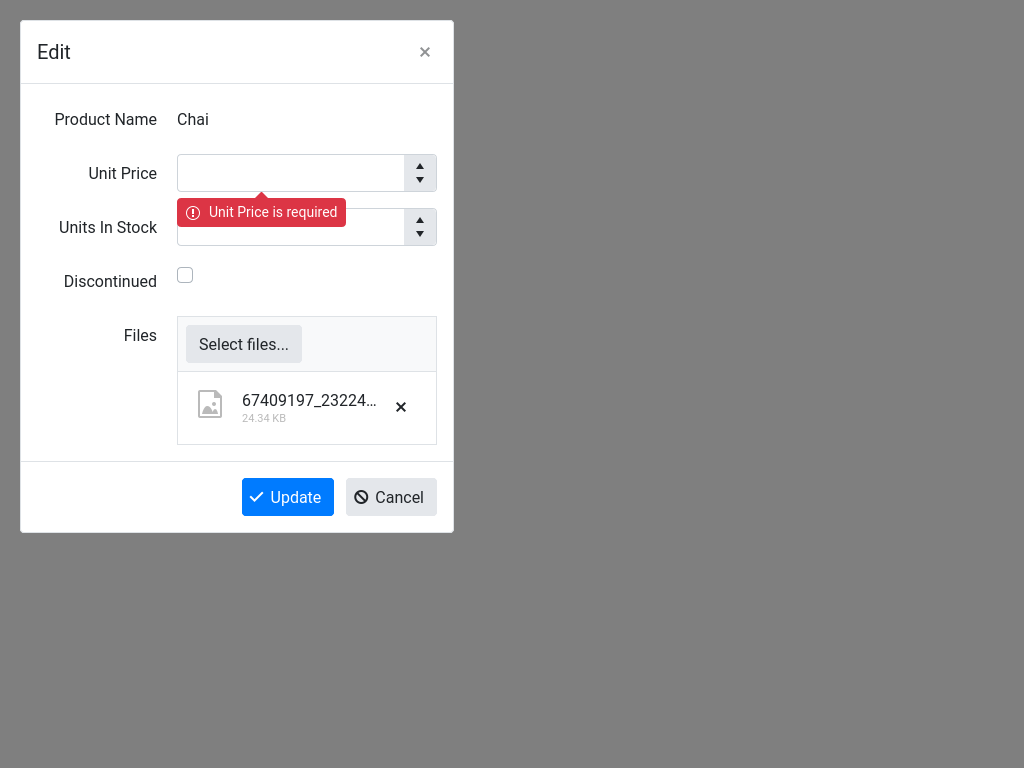 Edit
Product Name Chai
Unit Price
Unit Price is required
Units In Stock
Discontinued
Files
Select files...
67409197_23224...
24.34 KB
Update
Cancel